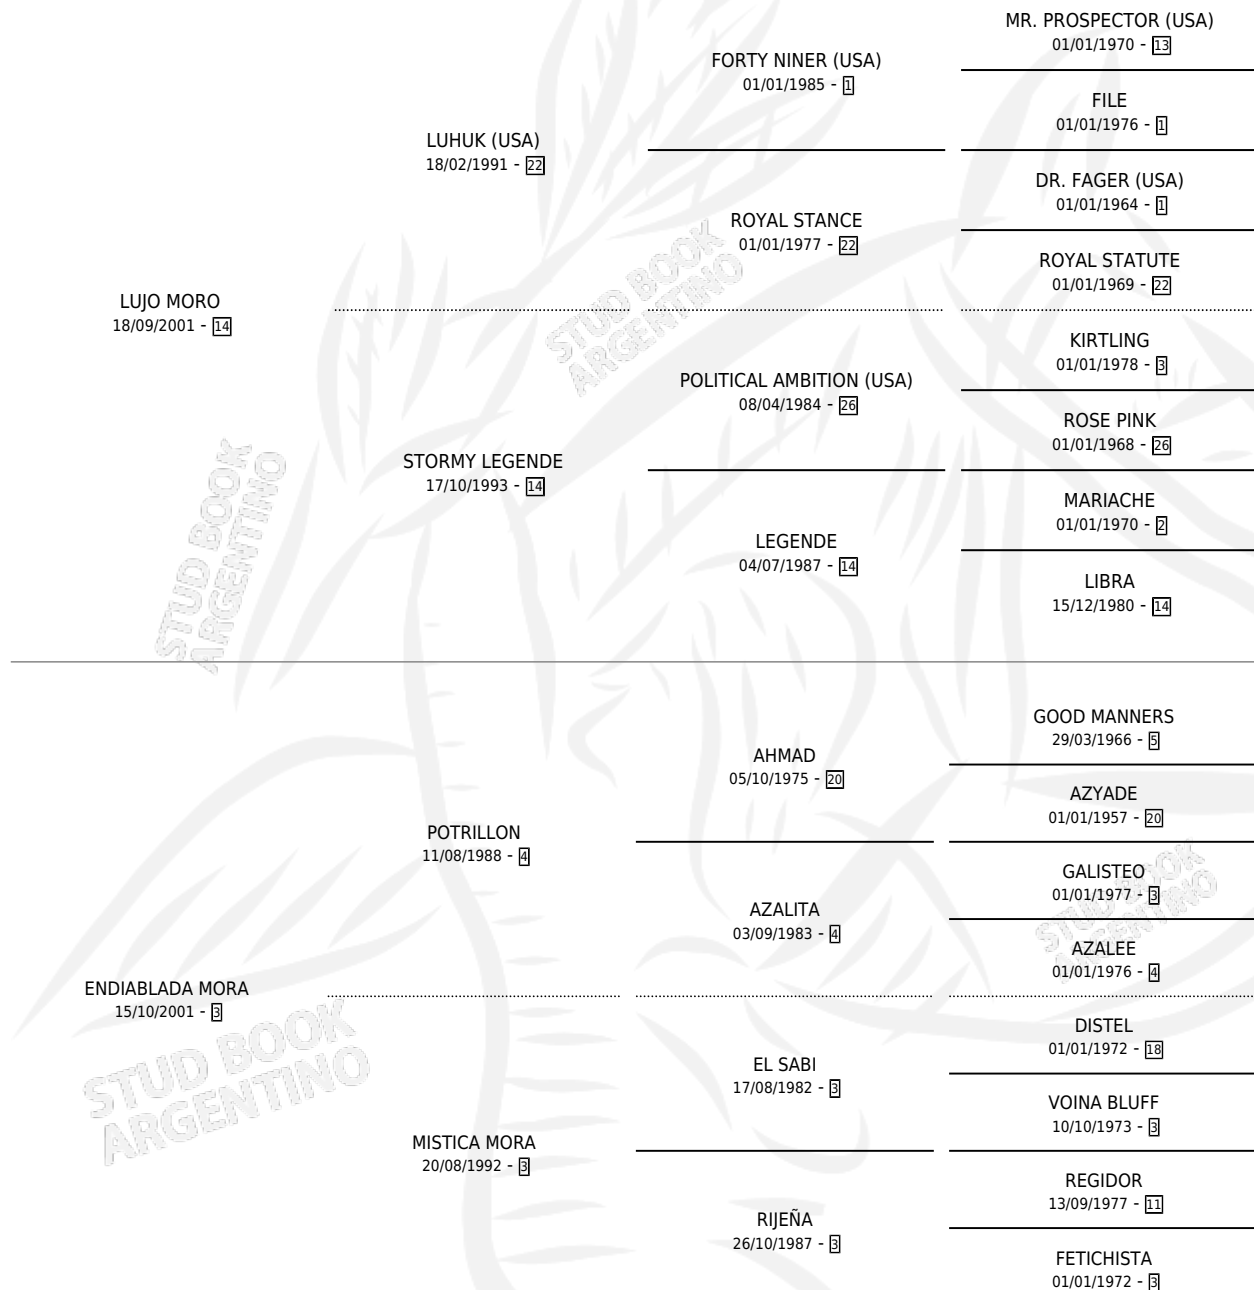 MR. PROSPECTOR (USA)
01/01/1970 - 13
FORTY NINER (USA)
01/01/1985 - 1
FILE
01/01/1976 - 1
LUHUK (USA)
18/02/1991 - 22
DR. FAGER (USA)
01/01/1964 - 1
ROYAL STANCE
01/01/1977 - 22
ROYAL STATUTE
01/01/1969 - 22
LUJO MORO
18/09/2001 - 14
KIRTLING
01/01/1978 - 3
POLITICAL AMBITION (USA)
08/04/1984 - 26
ROSE PINK
01/01/1968 - 26
STORMY LEGENDE
17/10/1993 - 14
MARIACHE
01/01/1970 - 2
LEGENDE
04/07/1987 - 14
LIBRA
15/12/1980 - 14
STUD BOOK
ARGENTINO
STUD BOOK
ARGENTINO
GOOD MANNERS
29/03/1966 - 5
AHMAD
05/10/1975 - 20
AZYADE
01/01/1957 - 20
POTRILLON
11/08/1988 - 4
GALISTEO
01/01/1977 - 3
AZALITA
03/09/1983 - 4
AZALEE
01/01/1976 - 4
STUD BOOK
ARGENTINO
ENDIABLADA MORA
15/10/2001 - 3
DISTEL
01/01/1972 - 18
EL SABI
17/08/1982 - 3
VOINA BLUFF
10/10/1973 - 3
STUD BOOK
ARGENTINO
MISTICA MORA
20/08/1992 - 3
REGIDOR
13/09/1977 - 11
RIJEÑA
26/10/1987 - 3
FETICHISTA
01/01/1972 - 3